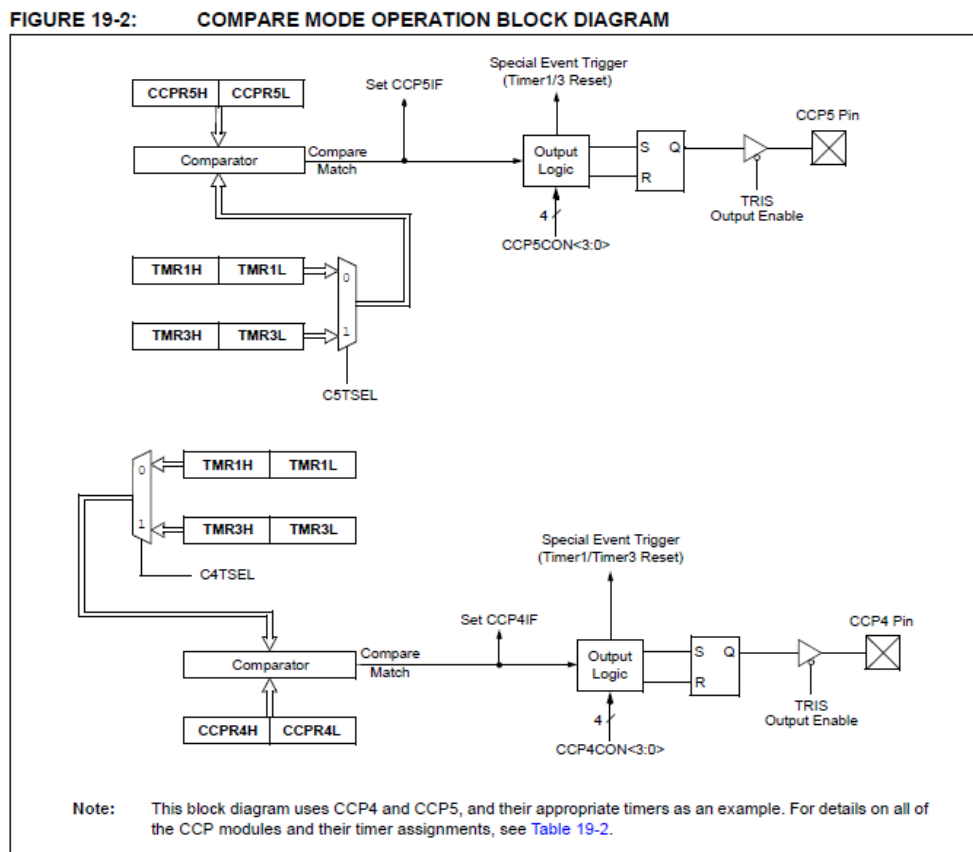 FIGURE 19-2: COMPARE MODE OPERATION BLOCK DIAGRAM
Special Event Trigger
(Timer1/3 Reset)
Set CCP5IF
CCPR5H CCPR5L
CCP5 Pin
Comparator
Compare
Match
Output
Logic
S Q
R
TRIS
Output Enable
4
CCP5CON<3:0>
TMR1H TMR1L
0
TMR3H TMR3L
1
C5TSEL
0
TMR1H TMR1L
1
TMR3H TMR3L
C4TSEL
Special Event Trigger
(Timer1/Timer3 Reset)
Set CCP4IF
CCP4 Pin
Comparator
Compare
Match
Output
Logic
S Q
R
TRIS
Output Enable
4
CCPR4H CCPR4L
CCP4CON<3:0>
Note: This block diagram uses CCP4 and CCP5, and their appropriate timers as an example. For details on all of
the CCP modules and their timer assignments, see Table 19-2.